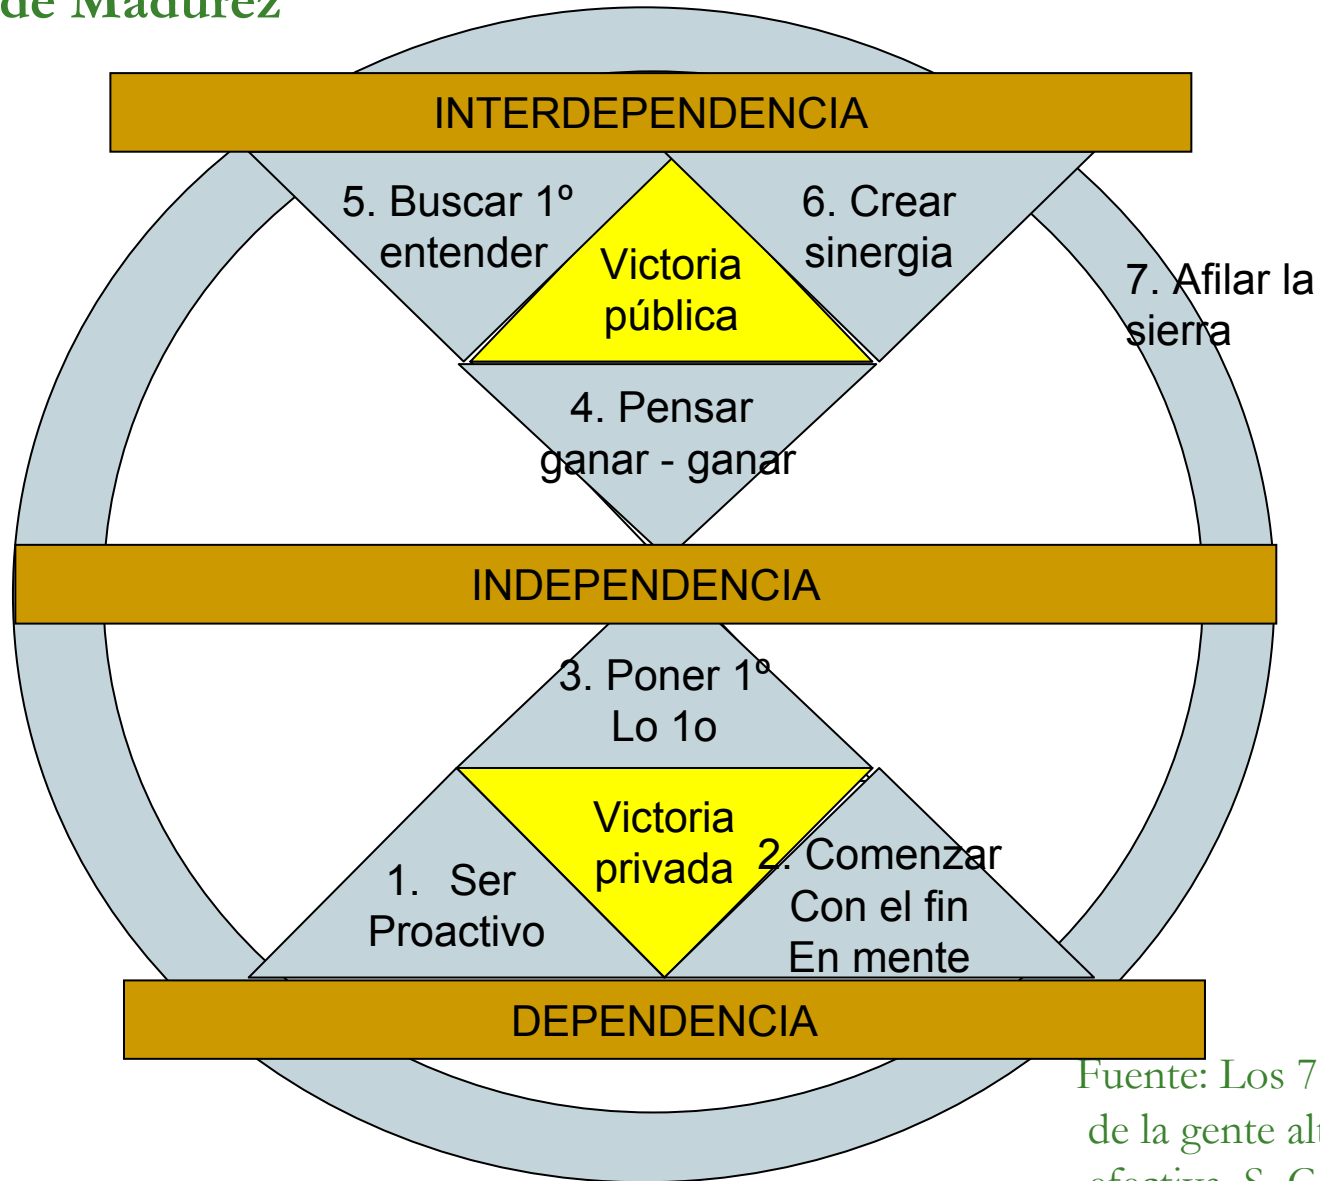 de Madurez
INTERDEPENDENCIA
5. Buscar 1º
entender
6. Crear
sinergia
Victoria
pública
7. Afilar la
sierra
4. Pensar
ganar - ganar
INDEPENDENCIA
3. Poner 1º
Lo 1o
Victoria
privada
1. Ser
Proactivo
2. Comenzar
Con el fin
En mente
DEPENDENCIA
Fuente: Los 7
de la gente alt
efectiva. S. C